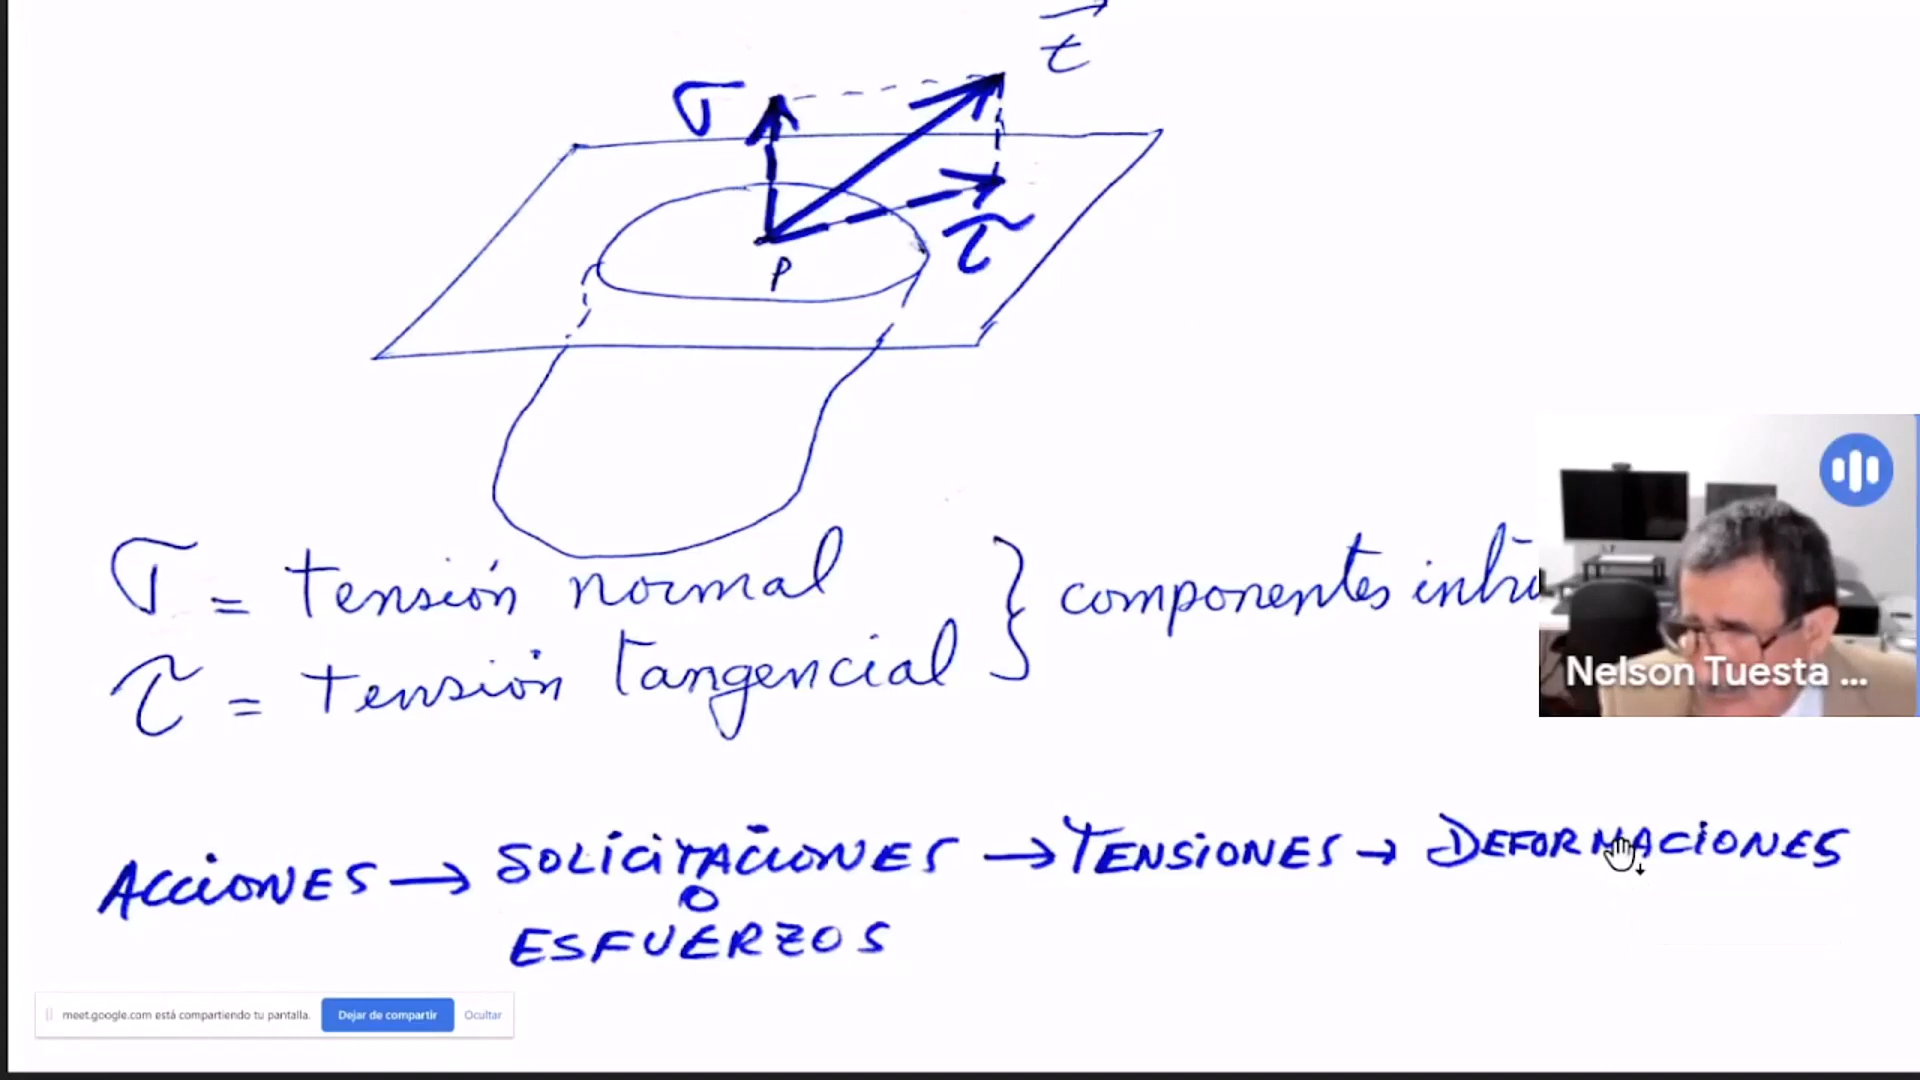 t
σ
τ
P
σ = tensión normal
componentes
τ = tensión tangencial
ACCIONES → SOLICITACIONES → TENSIONES → DEFORMACIONES
O
ESFUERZOS
Nelson Tuesta ...
meet.google.com está compartiendo tu pantalla.
Dejar de compartir
Ocultar